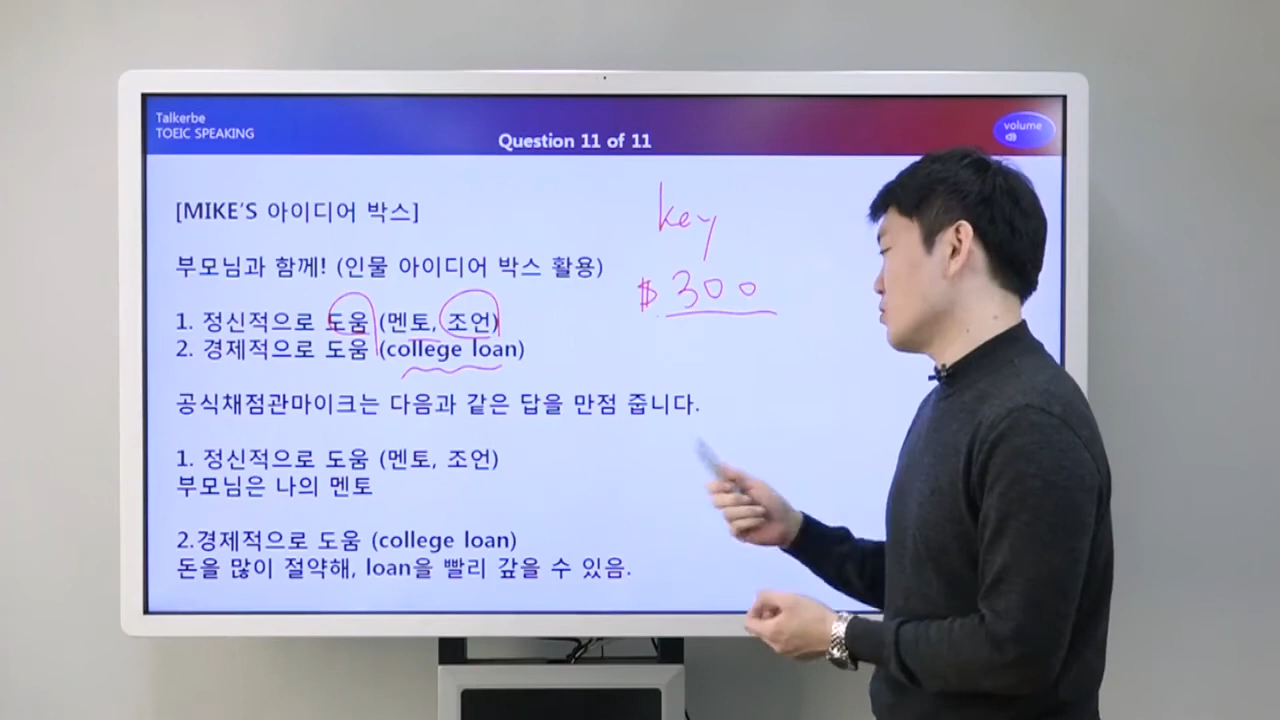 Talkerbe
TOEIC SPEAKING
Question 11 of 11
volume
[MIKE'S 아이디어 박스]
key
부모님과 함께! (인물 아이디어 박스 활용)
$300
1. 정신적으로 도움 (멘토, 조언)
2. 경제적으로 도움 (college loan)
공식채점관마이크는 다음과 같은 답을 만점 줍니다.
1. 정신적으로 도움 (멘토, 조언)
부모님은 나의 멘토
2.경제적으로 도움 (college loan)
돈을 많이 절약해, loan을 빨리 갚을 수 있음.